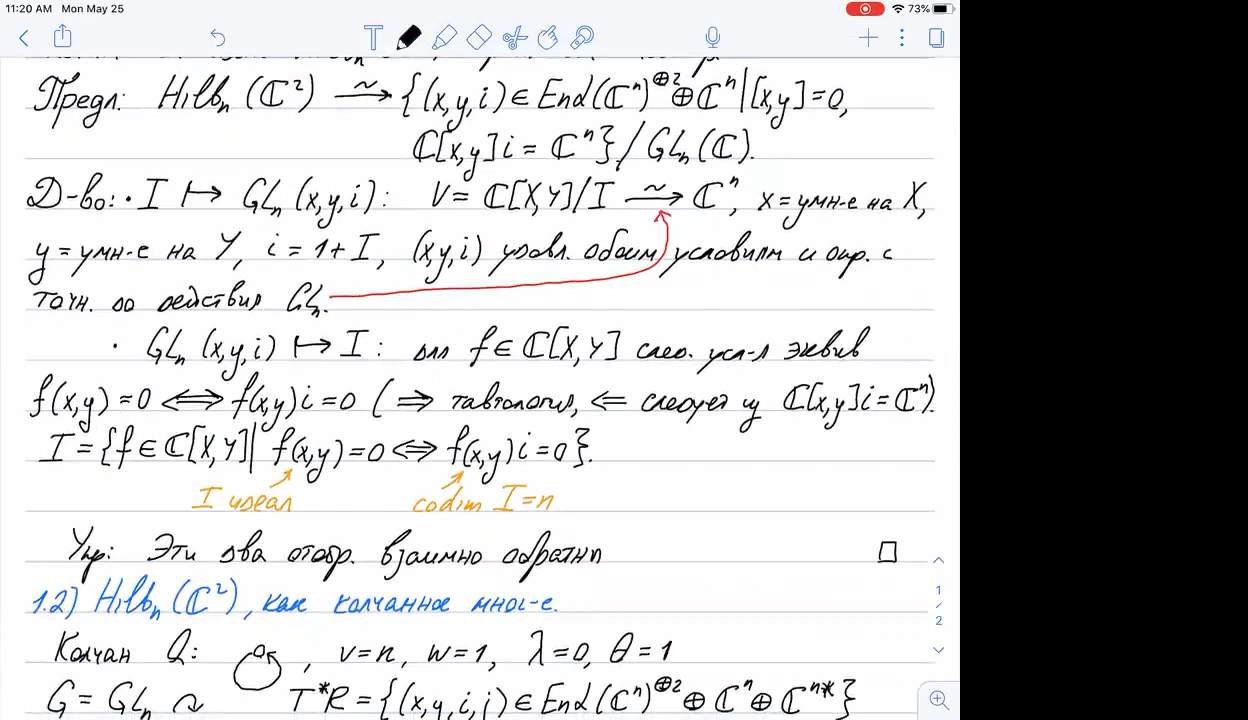 11:20 AM Mon May 25
73%
Предл: Hilb_n (ℂ²) ⥲ {(x,y,i) ∈ End(ℂⁿ)^{⊕2} ⊕ ℂⁿ | [x,y]=0,
ℂ[x,y]i = ℂⁿ} / GL_n(ℂ).
Д-во: · I ↦ GL_n (x,y,i): V = ℂ[X,Y]/I ⥲ ℂⁿ, x = умн-е на X,
y = умн-е на Y, i = 1+I, (x,y,i) удовл. обоим условиям и опр. с
точн. до действия GL_n.
· GL_n (x,y,i) ↦ I: для f ∈ ℂ[X,Y] след. усл-я эквив
f(x,y)=0 ⟺ f(x,y)i=0 (⟹ тавтология, ⟸ следует из ℂ[x,y]i=ℂⁿ).
I = {f ∈ ℂ[X,Y] | f(x,y)=0 ⟺ f(x,y)i=0}.
I идеал codim I = n
Упр: Эти два отобр. взаимно обратны □
1.2) Hilb_n (ℂ²), как колчанное мног-е.
1
2
Колчан Q: , v=n, w=1, λ=0, θ=1
G = GL_n ↷ T*R = {(x,y,i,j) ∈ End(ℂⁿ)^{⊕2} ⊕ ℂⁿ ⊕ ℂ^{n*}}